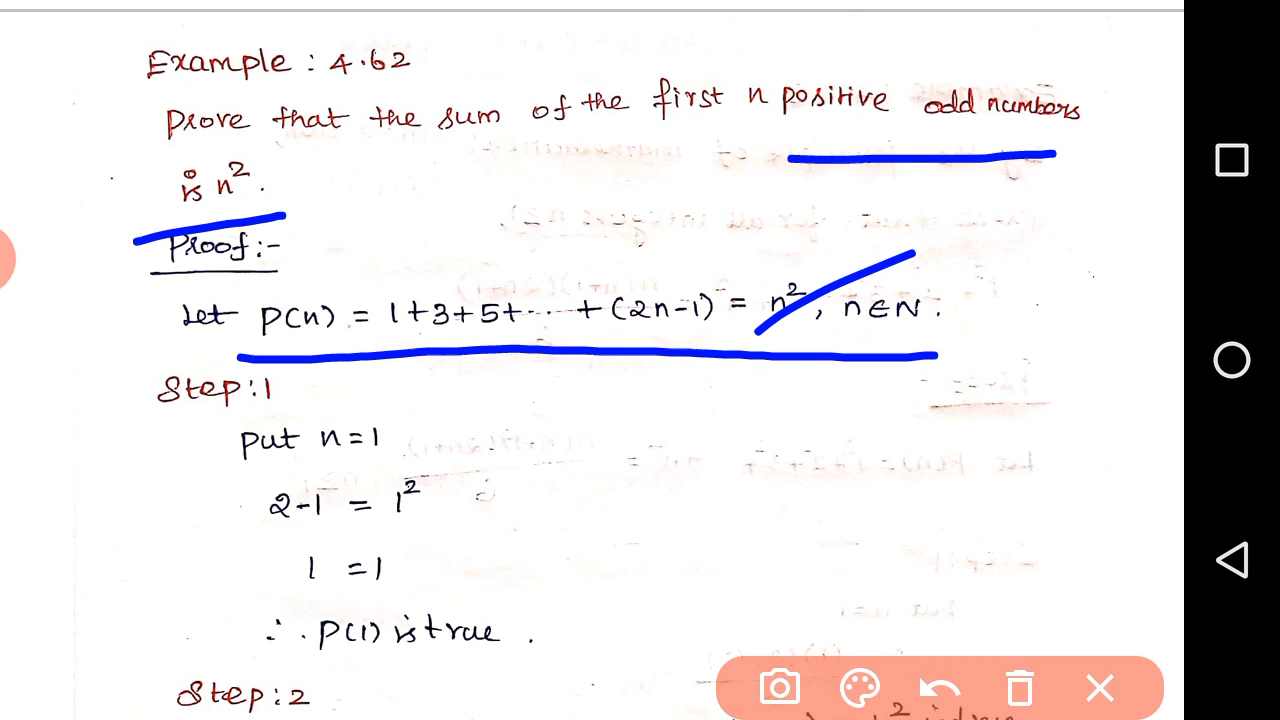 Example : 4.62
Prove that the sum of the first n positive odd numbers
is n².
Proof:-
Let P(n) = 1+3+5+...+(2n-1) = n², n∈N.
Step:1
Put n=1
2-1 = 1²
1 =1
∴ P(1) is true.
Step:2